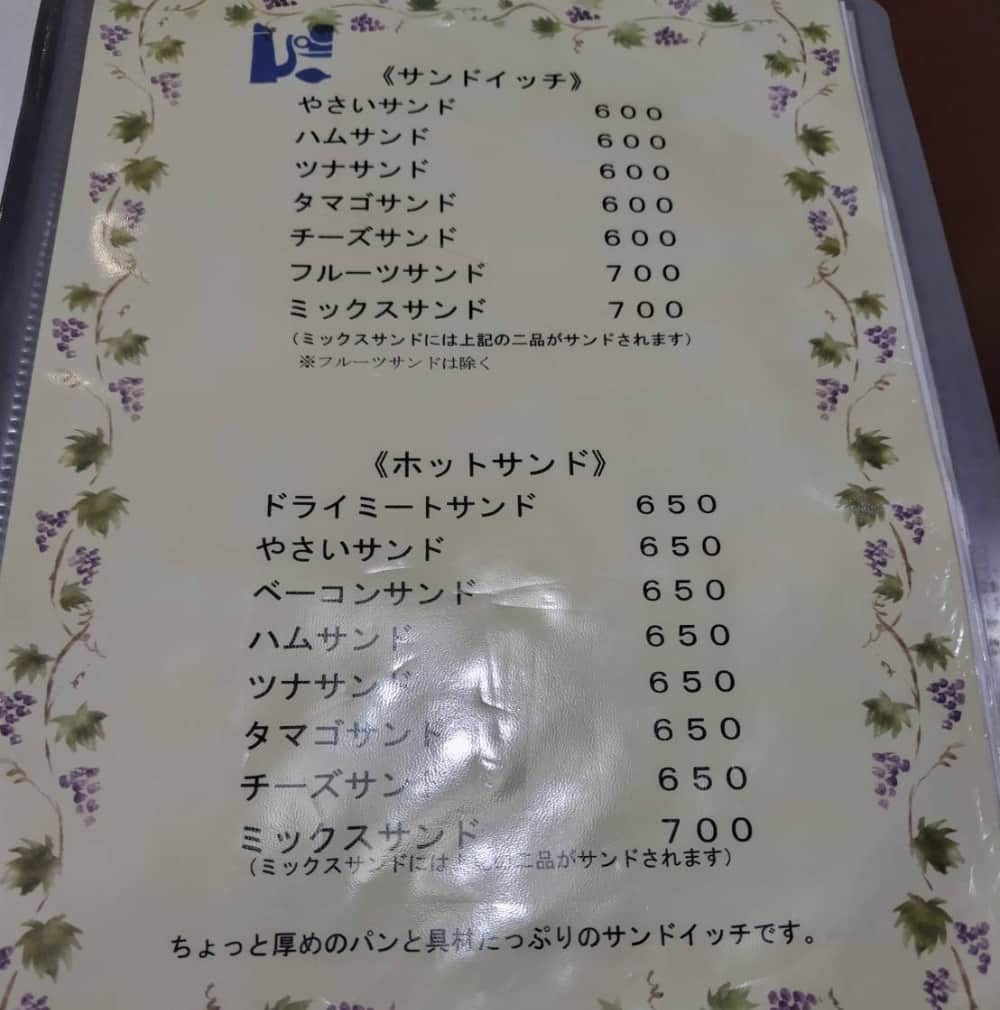 《サンドイッチ》
やさいサンド ６００
ハムサンド ６００
ツナサンド ６００
タマゴサンド ６００
チーズサンド ６００
フルーツサンド ７００
ミックスサンド ７００
（ミックスサンドには上記の二品がサンドされます）
※フルーツサンドは除く
《ホットサンド》
ドライミートサンド ６５０
やさいサンド ６５０
ベーコンサンド ６５０
ハムサンド ６５０
ツナサンド ６５０
タマゴサンド ６５０
チーズサン ６５０
ミックスサンド ７００
（ミックスサンドには上記の二品がサンドされます）
ちょっと厚めのパンと具材たっぷりのサンドイッチです。